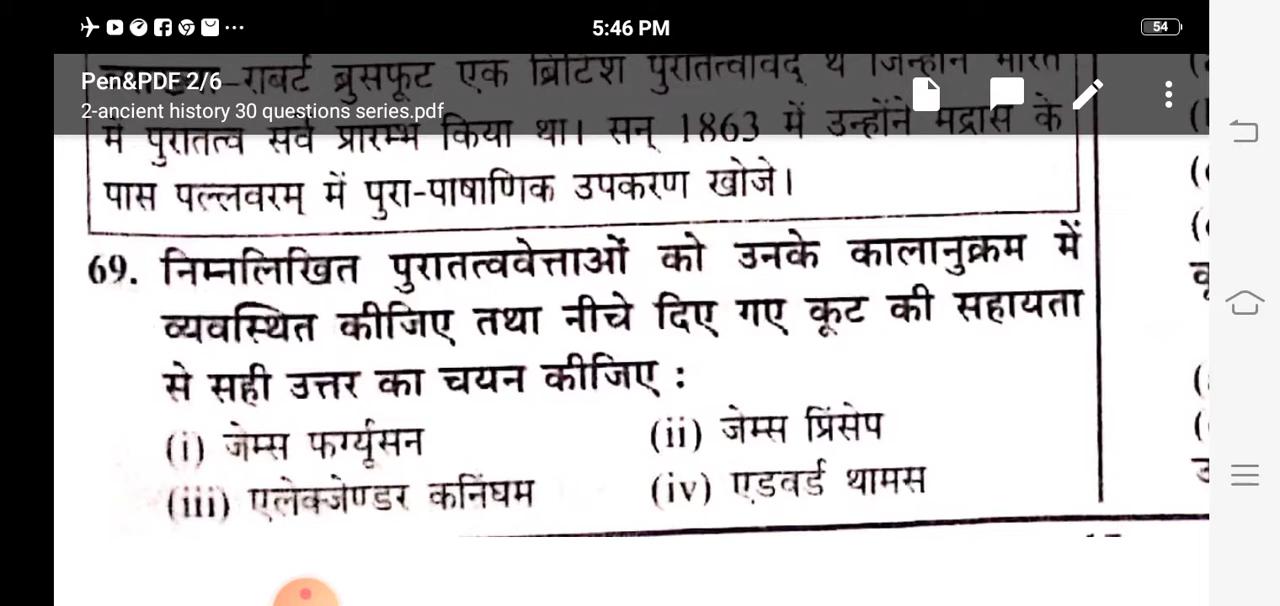 5:46 PM
54
Pen&PDF 2/6
2-ancient history 30 questions series.pdf
-राबर्ट ब्रुसफूट एक ब्रिटिश पुरातत्वावद् थ जिन्होंने भारत
में पुरातत्व सर्वे प्रारम्भ किया था। सन् 1863 में उन्होंने मद्रास के
पास पल्लवरम् में पुरा-पाषाणिक उपकरण खोजे।
69. निम्नलिखित पुरातत्ववेत्ताओं को उनके कालानुक्रम में
व्यवस्थित कीजिए तथा नीचे दिए गए कूट की सहायता
से सही उत्तर का चयन कीजिए :
(i) जेम्स फर्ग्यूसन (ii) जेम्स प्रिंसेप
(iii) एलेक्जेण्डर कनिंघम (iv) एडवर्ड थामस